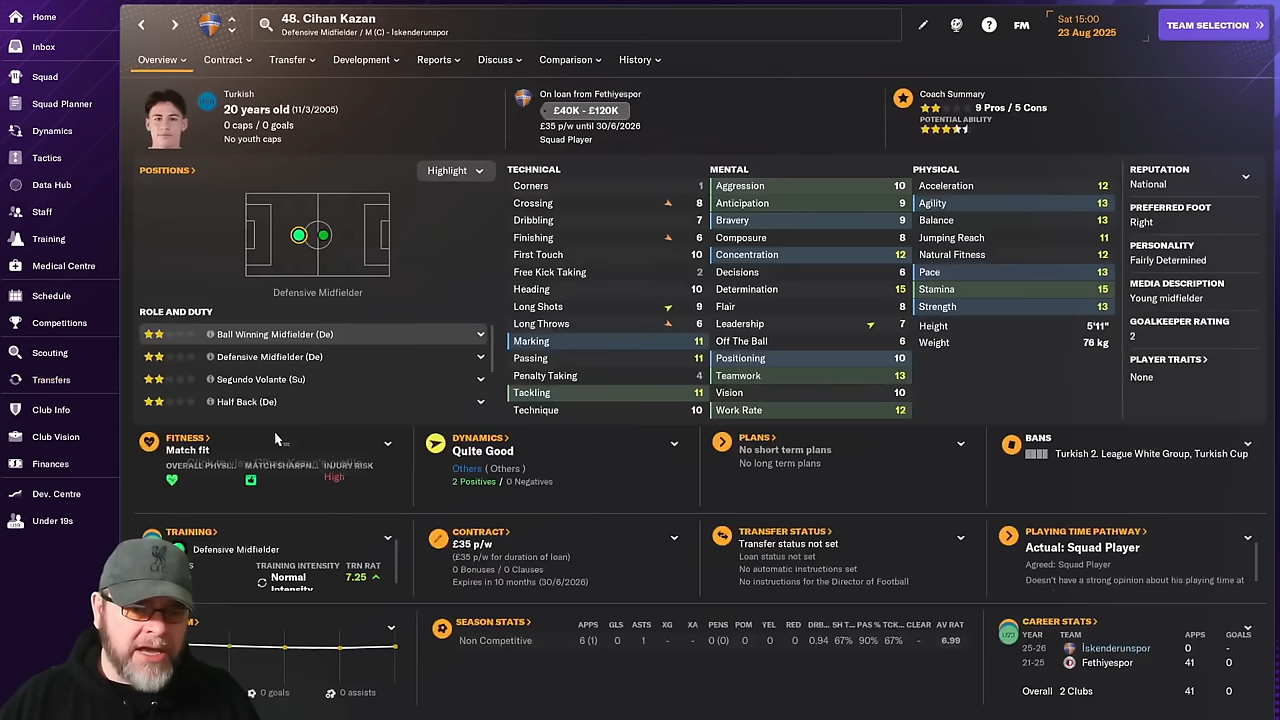 Home
Inbox
Squad
Squad Planner
Dynamics
Tactics
Data Hub
Staff
Training
Medical Centre
Schedule
Competitions
Scouting
Transfers
Club Info
Club Vision
Finances
Dev. Centre
Under 19s
48. Cihan Kazan
Defensive Midfielder / M (C) - İskenderunspor
FM
Sat 15:00
23 Aug 2025
TEAM SELECTION
Overview
Contract
Transfer
Development
Reports
Discuss
Comparison
History
Turkish
20 years old (11/3/2005)
0 caps / 0 goals
No youth caps
On loan from Fethiyespor
£40K - £120K
£35 p/w until 30/6/2026
Squad Player
Coach Summary
9 Pros / 5 Cons
POTENTIAL ABILITY
POSITIONS
Highlight
Defensive Midfielder
ROLE AND DUTY
Ball Winning Midfielder (De)
Defensive Midfielder (De)
Segundo Volante (Su)
Half Back (De)
TECHNICAL
Corners 1
Crossing 8
Dribbling 7
Finishing 6
First Touch 10
Free Kick Taking 2
Heading 10
Long Shots 9
Long Throws 6
Marking 11
Passing 11
Penalty Taking 4
Tackling 11
Technique 10
MENTAL
Aggression 10
Anticipation 9
Bravery 9
Composure 8
Concentration 12
Decisions 6
Determination 15
Flair 8
Leadership 7
Off The Ball 6
Positioning 10
Teamwork 13
Vision 10
Work Rate 12
PHYSICAL
Acceleration 12
Agility 13
Balance 13
Jumping Reach 11
Natural Fitness 12
Pace 13
Stamina 15
Strength 13
Height 5'11"
Weight 76 kg
REPUTATION
National
PREFERRED FOOT
Right
PERSONALITY
Fairly Determined
MEDIA DESCRIPTION
Young midfielder
GOALKEEPER RATING
2
PLAYER TRAITS
None
FITNESS
Match fit
OVERALL PHYSI... MATCH SHARPN... INJURY RISK
High
DYNAMICS
Quite Good
Others ( Others )
2 Positives / 0 Negatives
PLANS
No short term plans
No long term plans
BANS
Turkish 2. League White Group, Turkish Cup
TRAINING
Defensive Midfielder
TRAINING INTENSITY TRN RAT
Normal 7.25
Intensity
CONTRACT
£35 p/w
(£35 p/w for duration of loan)
0 Bonuses / 0 Clauses
Expires in 10 months (30/6/2026)
TRANSFER STATUS
Transfer status not set
Loan status not set
No automatic instructions set
No instructions for the Director of Football
PLAYING TIME PATHWAY
Actual: Squad Player
Agreed: Squad Player
Doesn't have a strong opinion about his playing time at
0 goals 0 assists
SEASON STATS APPS GLS ASTS XG XA PENS POM YEL RED DRB... SH T... PAS % TCK... CLEAR AV RAT
Non Competitive 6 (1) 0 1 - - 0 (0) 0 0 0 0.94 67% 90% 67% - 6.99
CAREER STATS
YEAR TEAM APPS GOALS
25-26 İskenderunspor 0 -
21-25 Fethiyespor 41 0
Overall 2 Clubs 41 0